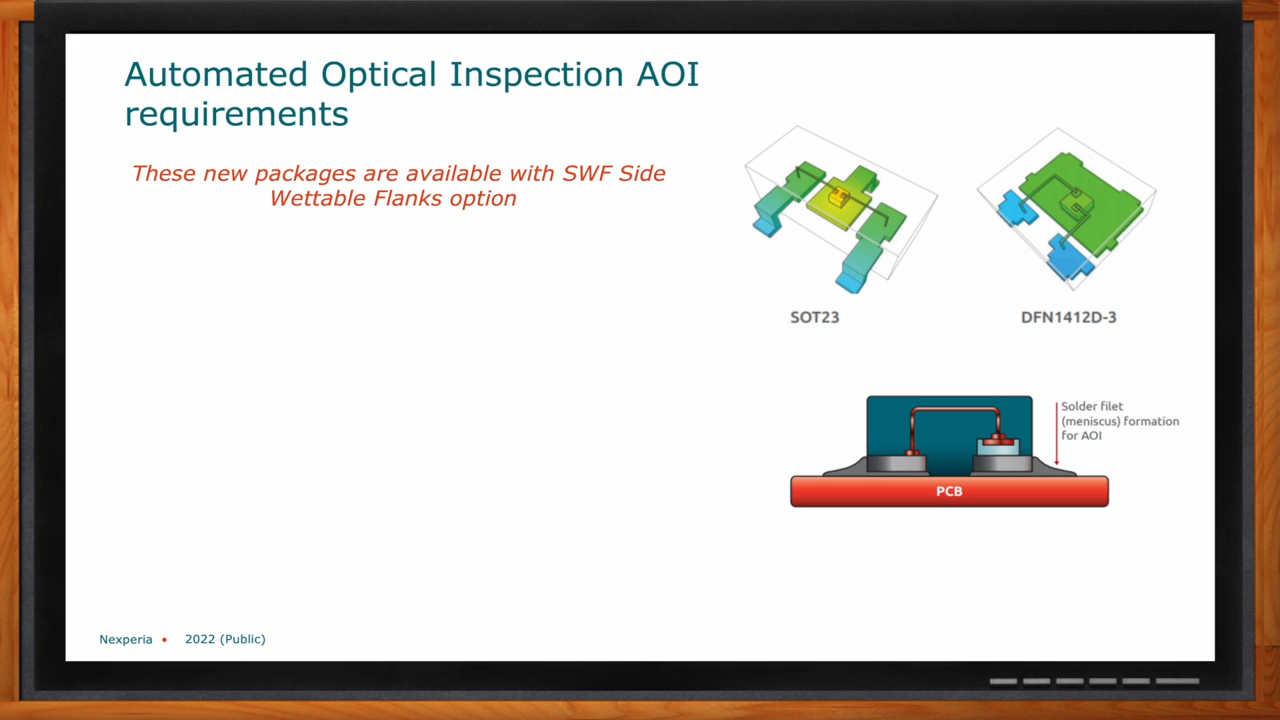 Automated Optical Inspection AOI
requirements
These new packages are available with SWF Side
Wettable Flanks option
SOT23
DFN1412D-3
Solder filet
(meniscus) formation
for AOI
PCB
Nexperia • 2022 (Public)